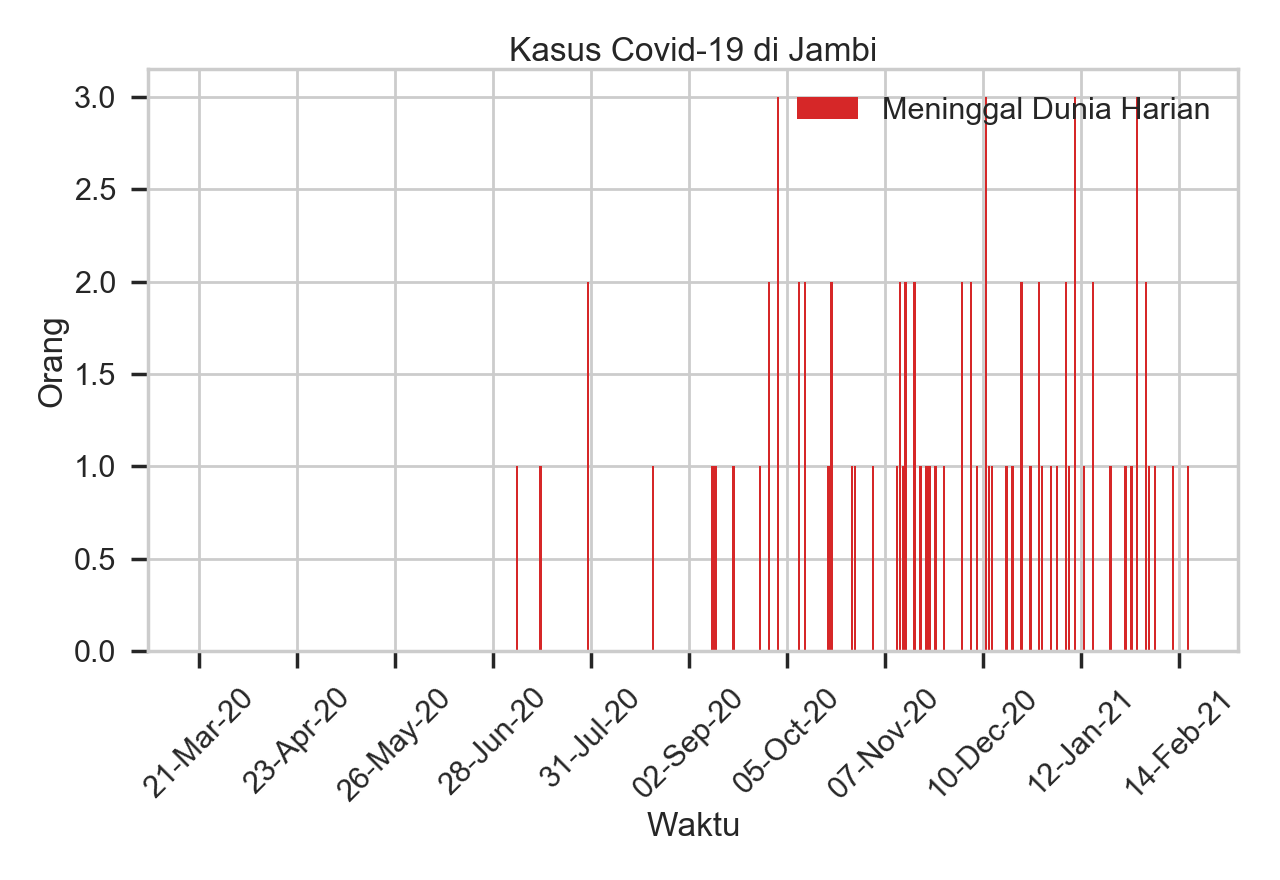 Kasus Covid-19 di Jambi
Meninggal Dunia Harian
3.0
2.5
2.0
1.5
1.0
0.5
0.0
Orang
21-Mar-20
23-Apr-20
26-May-20
28-Jun-20
31-Jul-20
02-Sep-20
05-Oct-20
07-Nov-20
10-Dec-20
12-Jan-21
14-Feb-21
Waktu